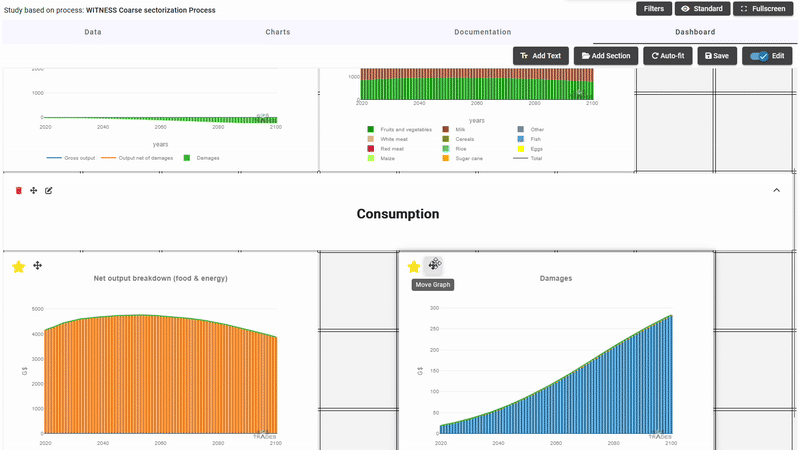 Study based on process: WITNESS Coarse sectorization Process
Filters
Standard
Fullscreen
Data
Charts
Documentation
Dashboard
Add Text
Add Section
Auto-fit
Save
Edit
2000
1000
0
2020
2040
2060
2080
2100
years
Gross output
Output net of damages
Damages
1000
0
2020
2040
2060
2080
2100
years
Fruits and vegetables
Milk
Other
White meat
Cereals
Fish
Red meat
Rice
Eggs
Maize
Sugar cane
Total
Consumption
Net output breakdown (food & energy)
5000
4000
3000
2000
1000
0
G$
2020
2040
2060
2080
2100
Move Graph
Damages
300
250
200
150
100
50
0
G$
2020
2040
2060
2080
2100